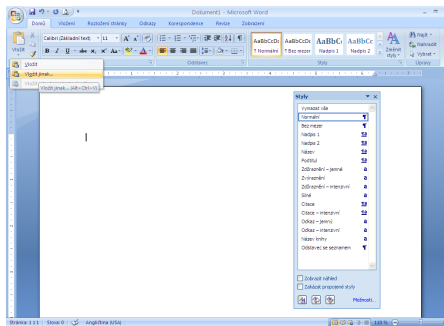 Dokument1 - Microsoft Word
Domů Vložení Rozložení stránky Odkazy Korespondence Revize Zobrazení
Calibri (Základní text) 11
Vložit
AaBbCcDc AaBbCcDc AaBbCc AaBbCc
¶ Normální ¶ Bez mezer Nadpis 1 Nadpis 2
Změnit styly
Najít
Nahradit
Vybrat
Odstavec Styly Úpravy
Vložit
Vložit jinak...
Vložit jinak... (Alt+Ctrl+V)
Styly
Vymazat vše
Normální
Bez mezer
Nadpis 1
Nadpis 2
Název
Podtitul
Zdůraznění – jemné
Zvýraznění
Zdůraznění – intenzivní
Silné
Citace
Citace – intenzivní
Odkaz – jemný
Odkaz – intenzivní
Název knihy
Odstavec se seznamem
Zobrazit náhled
Zakázat propojené styly
Možnosti...
Stránka: 1 z 1 Slova: 0 Angličtina (USA) 110 %